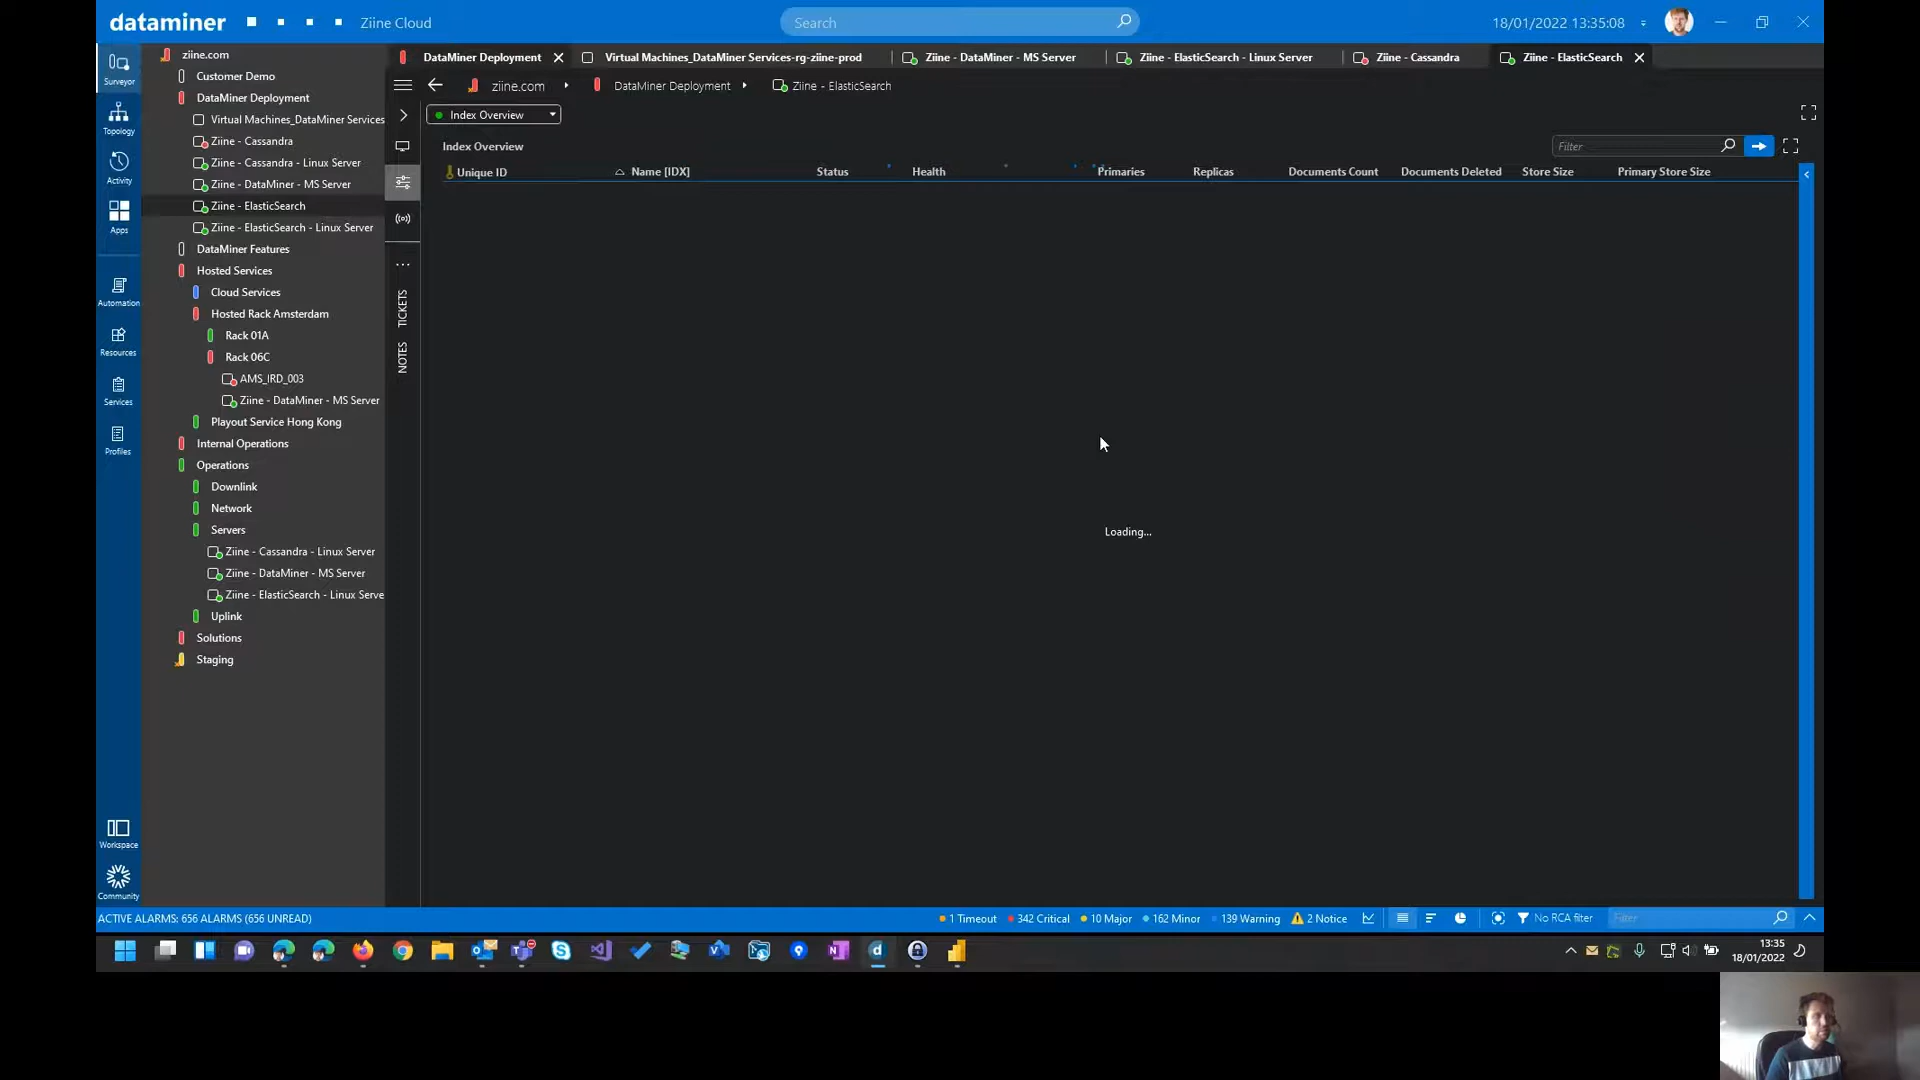 dataminer
Ziine Cloud
Search
18/01/2022 13:35:08
Surveyor
Topology
Activity
Apps
Automation
Resources
Services
Profiles
Workspace
Community
ziine.com
Customer Demo
DataMiner Deployment
Virtual Machines_DataMiner Services
Ziine - Cassandra
Ziine - Cassandra - Linux Server
Ziine - DataMiner - MS Server
Ziine - ElasticSearch
Ziine - ElasticSearch - Linux Server
DataMiner Features
Hosted Services
Cloud Services
Hosted Rack Amsterdam
Rack 01A
Rack 06C
AMS_IRD_003
Ziine - DataMiner - MS Server
Playout Service Hong Kong
Internal Operations
Operations
Downlink
Network
Servers
Ziine - Cassandra - Linux Server
Ziine - DataMiner - MS Server
Ziine - ElasticSearch - Linux Serve
Uplink
Solutions
Staging
DataMiner Deployment
Virtual Machines_DataMiner Services-rg-ziine-prod
Ziine - DataMiner - MS Server
Ziine - ElasticSearch - Linux Server
Ziine - Cassandra
Ziine - ElasticSearch
ziine.com
DataMiner Deployment
Ziine - ElasticSearch
Index Overview
TICKETS
NOTES
Index Overview
Filter
Unique ID Name [IDX] Status Health Primaries Replicas Documents Count Documents Deleted Store Size Primary Store Size
Loading...
ACTIVE ALARMS: 656 ALARMS (656 UNREAD)
1 Timeout 342 Critical 10 Major 162 Minor 139 Warning 2 Notice
No RCA filter
Filter
13:35
18/01/2022